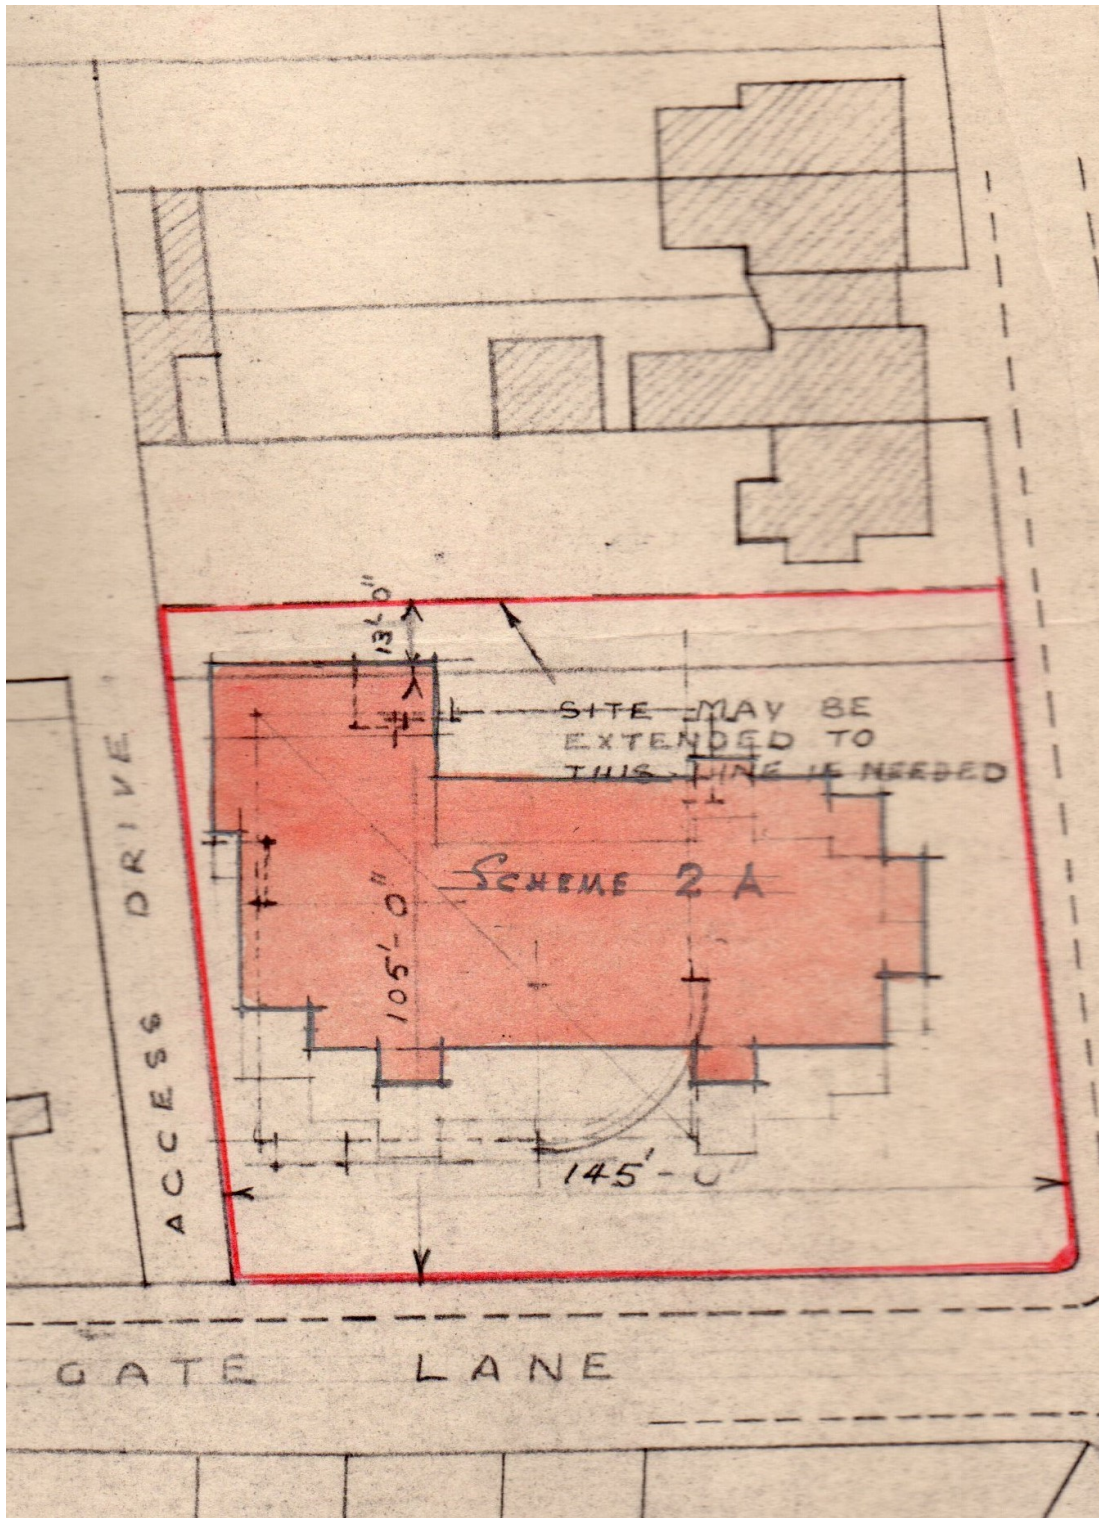 13'-0"
SITE MAY BE
EXTENDED TO
THIS LINE IF NEEDED
SCHEME 2A
105'-0"
ACCESS DRIVE
145'-0"
GATE LANE